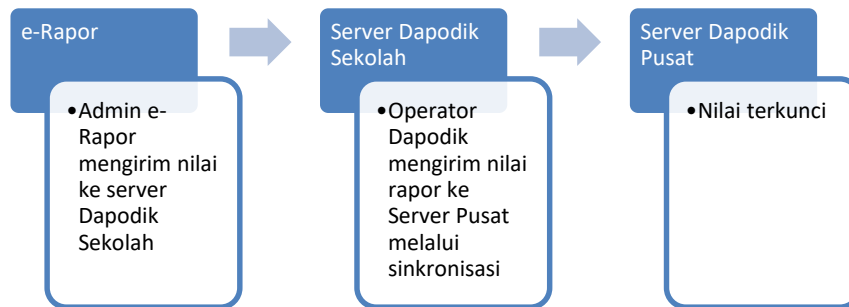 e-Rapor
•Admin e-
Rapor
mengirim nilai
ke server
Dapodik
Sekolah
Server Dapodik
Sekolah
•Operator
Dapodik
mengirim nilai
rapor ke
Server Pusat
melalui
sinkronisasi
Server Dapodik
Pusat
•Nilai terkunci